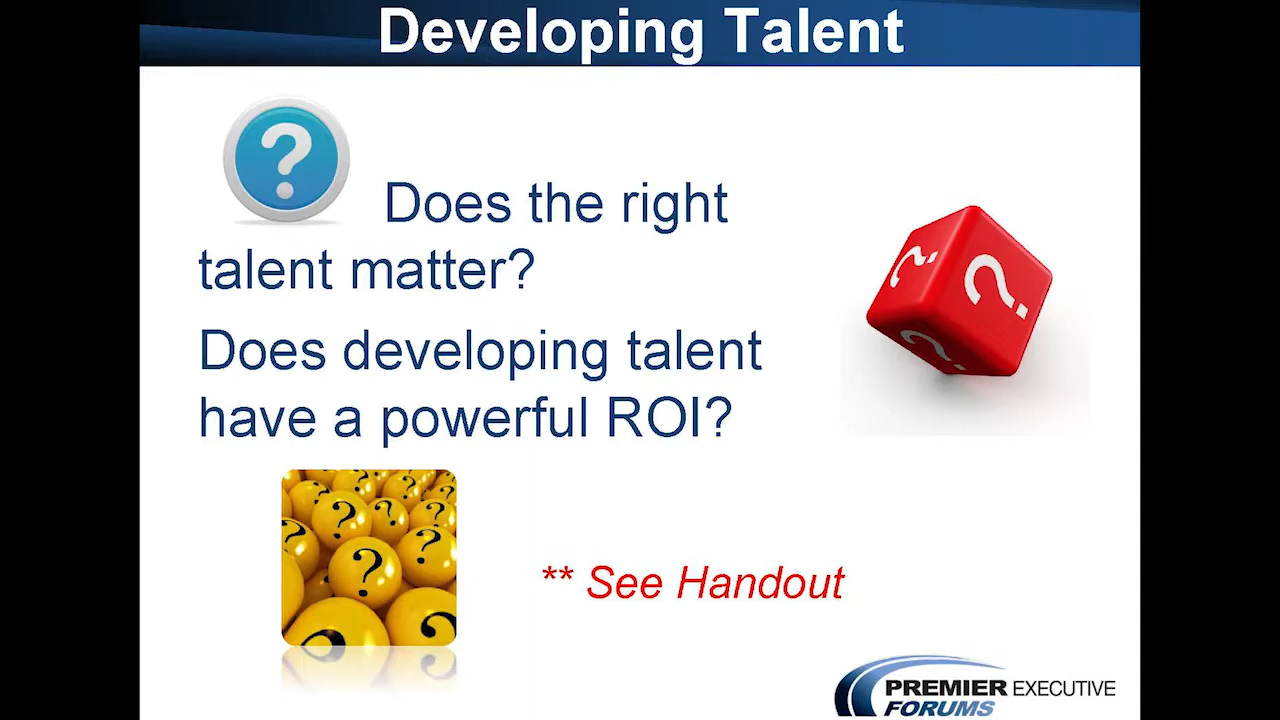 Developing Talent
?
Does the right
talent matter?
Does developing talent
have a powerful ROI?
** See Handout
PREMIER EXECUTIVE
FORUMS